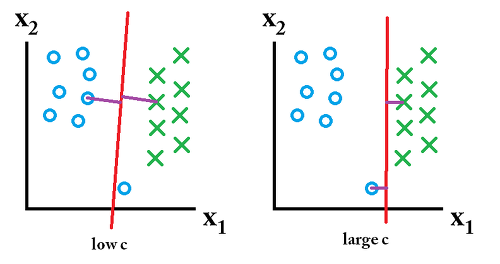 x₂
x₁
low c
x₂
x₁
large c